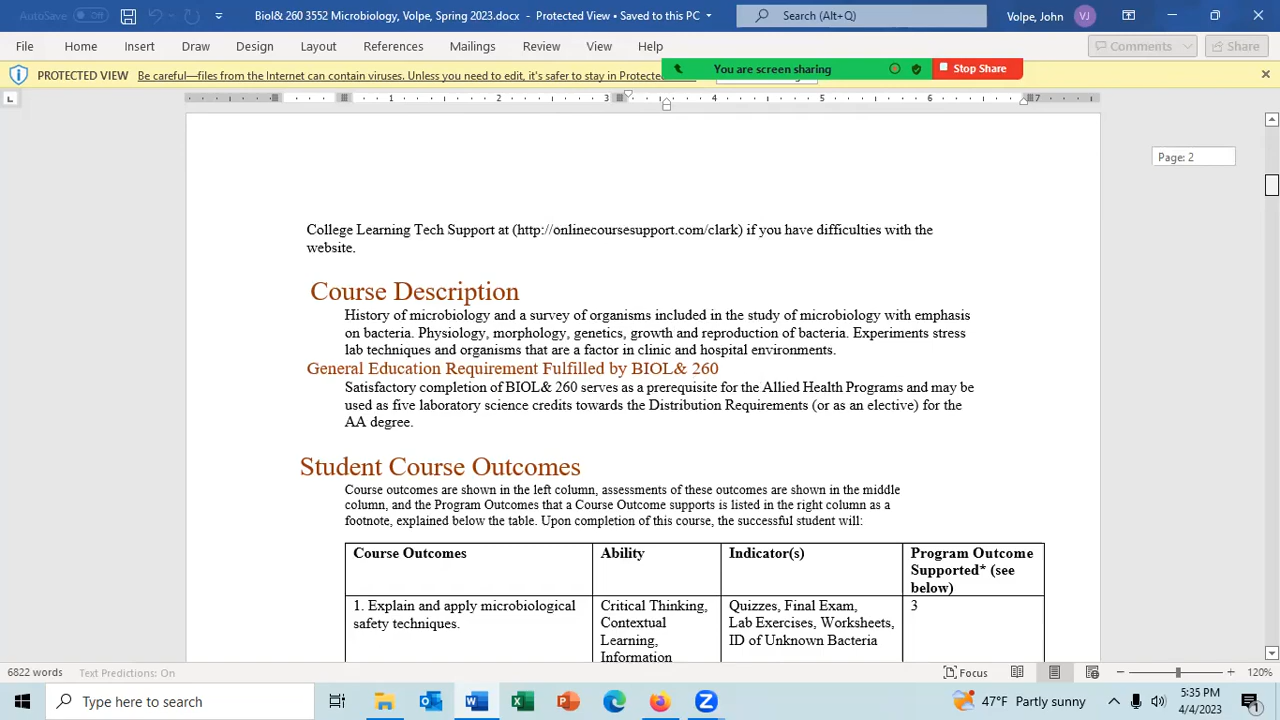 AutoSave Off Biol& 260 3552 Microbiology, Volpe, Spring 2023.docx • Protected View • Saved to this PC Search (Alt+Q) Volpe, John VJ
File Home Insert Draw Design Layout References Mailings Review View Help Comments Share
PROTECTED VIEW Be careful—files from the Internet can contain viruses. Unless you need to edit, it's safer to stay in Protected You are screen sharing Stop Share
1 2 3 4 5 6 7
Page: 2
College Learning Tech Support at (http://onlinecoursesupport.com/clark) if you have difficulties with the
website.
Course Description
History of microbiology and a survey of organisms included in the study of microbiology with emphasis
on bacteria. Physiology, morphology, genetics, growth and reproduction of bacteria. Experiments stress
lab techniques and organisms that are a factor in clinic and hospital environments.
General Education Requirement Fulfilled by BIOL& 260
Satisfactory completion of BIOL& 260 serves as a prerequisite for the Allied Health Programs and may be
used as five laboratory science credits towards the Distribution Requirements (or as an elective) for the
AA degree.
Student Course Outcomes
Course outcomes are shown in the left column, assessments of these outcomes are shown in the middle
column, and the Program Outcomes that a Course Outcome supports is listed in the right column as a
footnote, explained below the table. Upon completion of this course, the successful student will:
Course Outcomes Ability Indicator(s) Program Outcome
Supported* (see
below)
1. Explain and apply microbiological Critical Thinking, Quizzes, Final Exam, 3
safety techniques. Contextual Lab Exercises, Worksheets,
Learning, ID of Unknown Bacteria
Information
6822 words Text Predictions: On Focus 120%
Type here to search 47°F Partly sunny 5:35 PM
4/4/2023